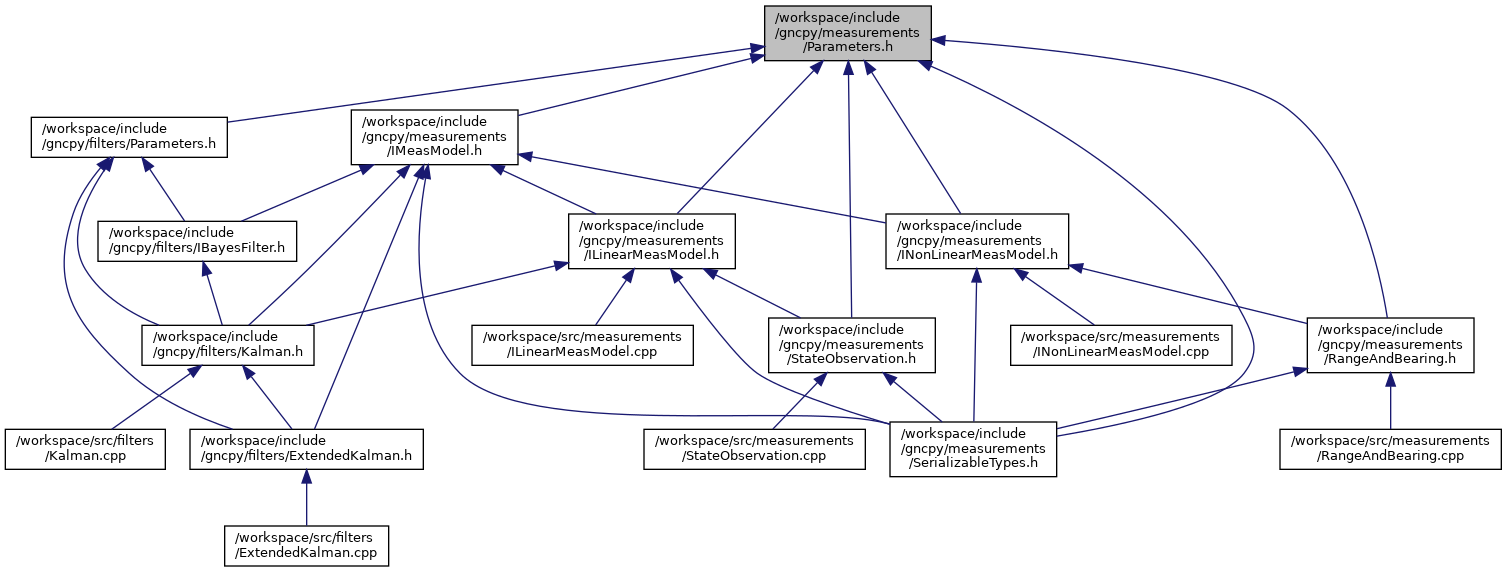 /workspace/include
/gncpy/measurements
/Parameters.h
/workspace/include
/gncpy/filters/Parameters.h
/workspace/include
/gncpy/measurements
/IMeasModel.h
/workspace/include
/gncpy/filters/IBayesFilter.h
/workspace/include
/gncpy/measurements
/ILinearMeasModel.h
/workspace/include
/gncpy/measurements
/INonLinearMeasModel.h
/workspace/include
/gncpy/filters/Kalman.h
/workspace/src/measurements
/ILinearMeasModel.cpp
/workspace/include
/gncpy/measurements
/StateObservation.h
/workspace/src/measurements
/INonLinearMeasModel.cpp
/workspace/include
/gncpy/measurements
/RangeAndBearing.h
/workspace/src/filters
/Kalman.cpp
/workspace/include
/gncpy/filters/ExtendedKalman.h
/workspace/src/measurements
/StateObservation.cpp
/workspace/include
/gncpy/measurements
/SerializableTypes.h
/workspace/src/measurements
/RangeAndBearing.cpp
/workspace/src/filters
/ExtendedKalman.cpp